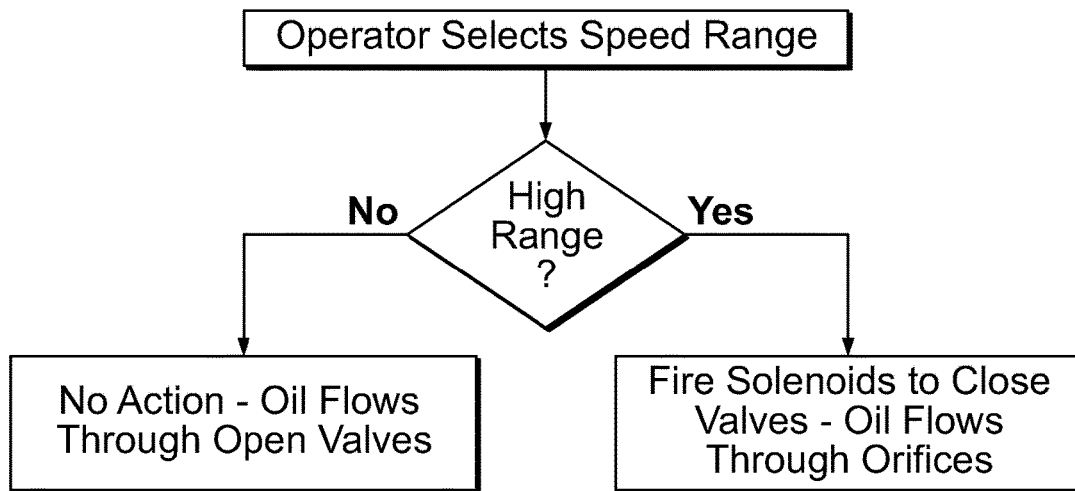 Operator Selects Speed Range
High
Range
?
No
Yes
No Action - Oil Flows
Through Open Valves
Fire Solenoids to Close
Valves - Oil Flows
Through Orifices